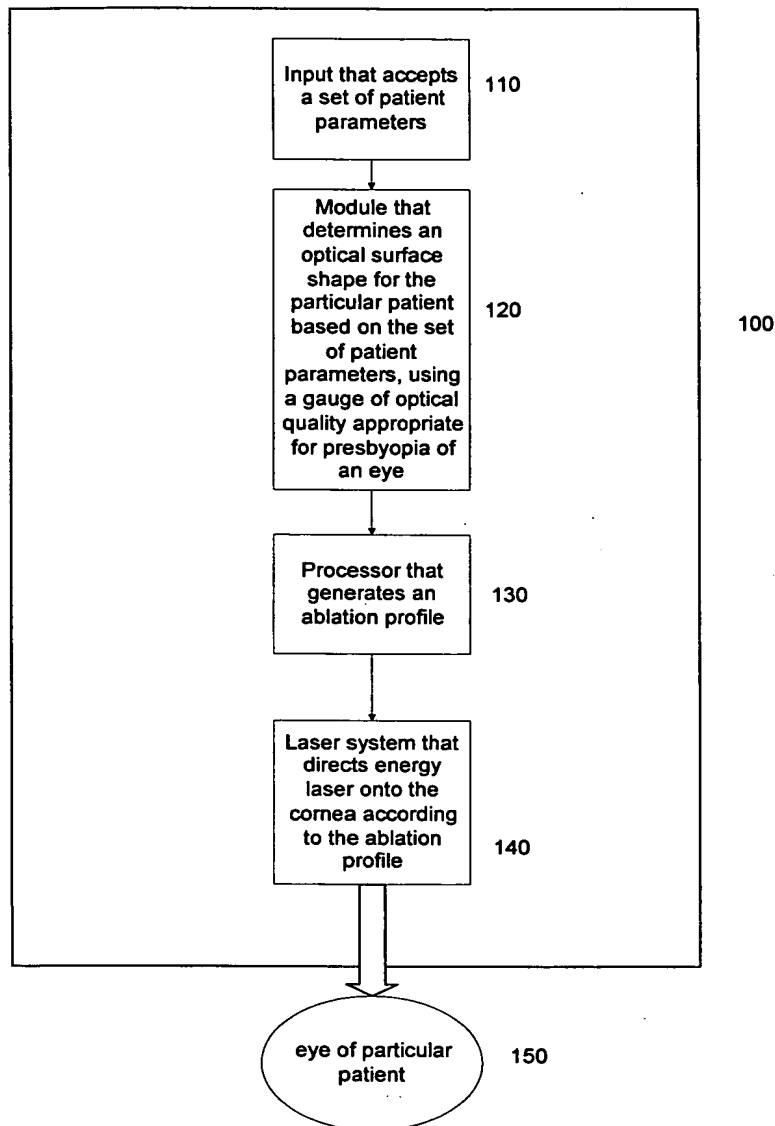 Input that accepts
a set of patient
parameters
110
Module that
determines an
optical surface
shape for the
particular patient
based on the set
of patient
parameters, using
a gauge of optical
quality appropriate
for presbyopia of
an eye
120
100
Processor that
generates an
ablation profile
130
Laser system that
directs energy
laser onto the
cornea according
to the ablation
profile
140
eye of particular
patient
150